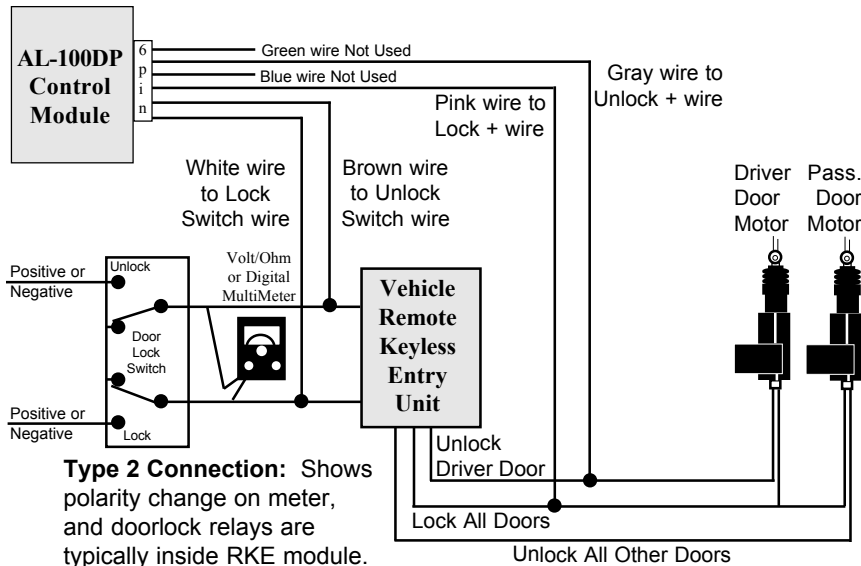 AL-100DP
Control
Module
6
p
i
n
Green wire Not Used
Blue wire Not Used
Gray wire to
Unlock + wire
Pink wire to
Lock + wire
White wire
to Lock
Switch wire
Brown wire
to Unlock
Switch wire
Driver
Door
Motor
Pass.
Door
Motor
Positive or
Negative
Unlock
Door
Lock
Switch
Positive or
Negative
Lock
Volt/Ohm
or Digital
MultiMeter
Vehicle
Remote
Keyless
Entry
Unit
Unlock
Driver Door
Lock All Doors
Unlock All Other Doors
Type 2 Connection: Shows
polarity change on meter,
and doorlock relays are
typically inside RKE module.